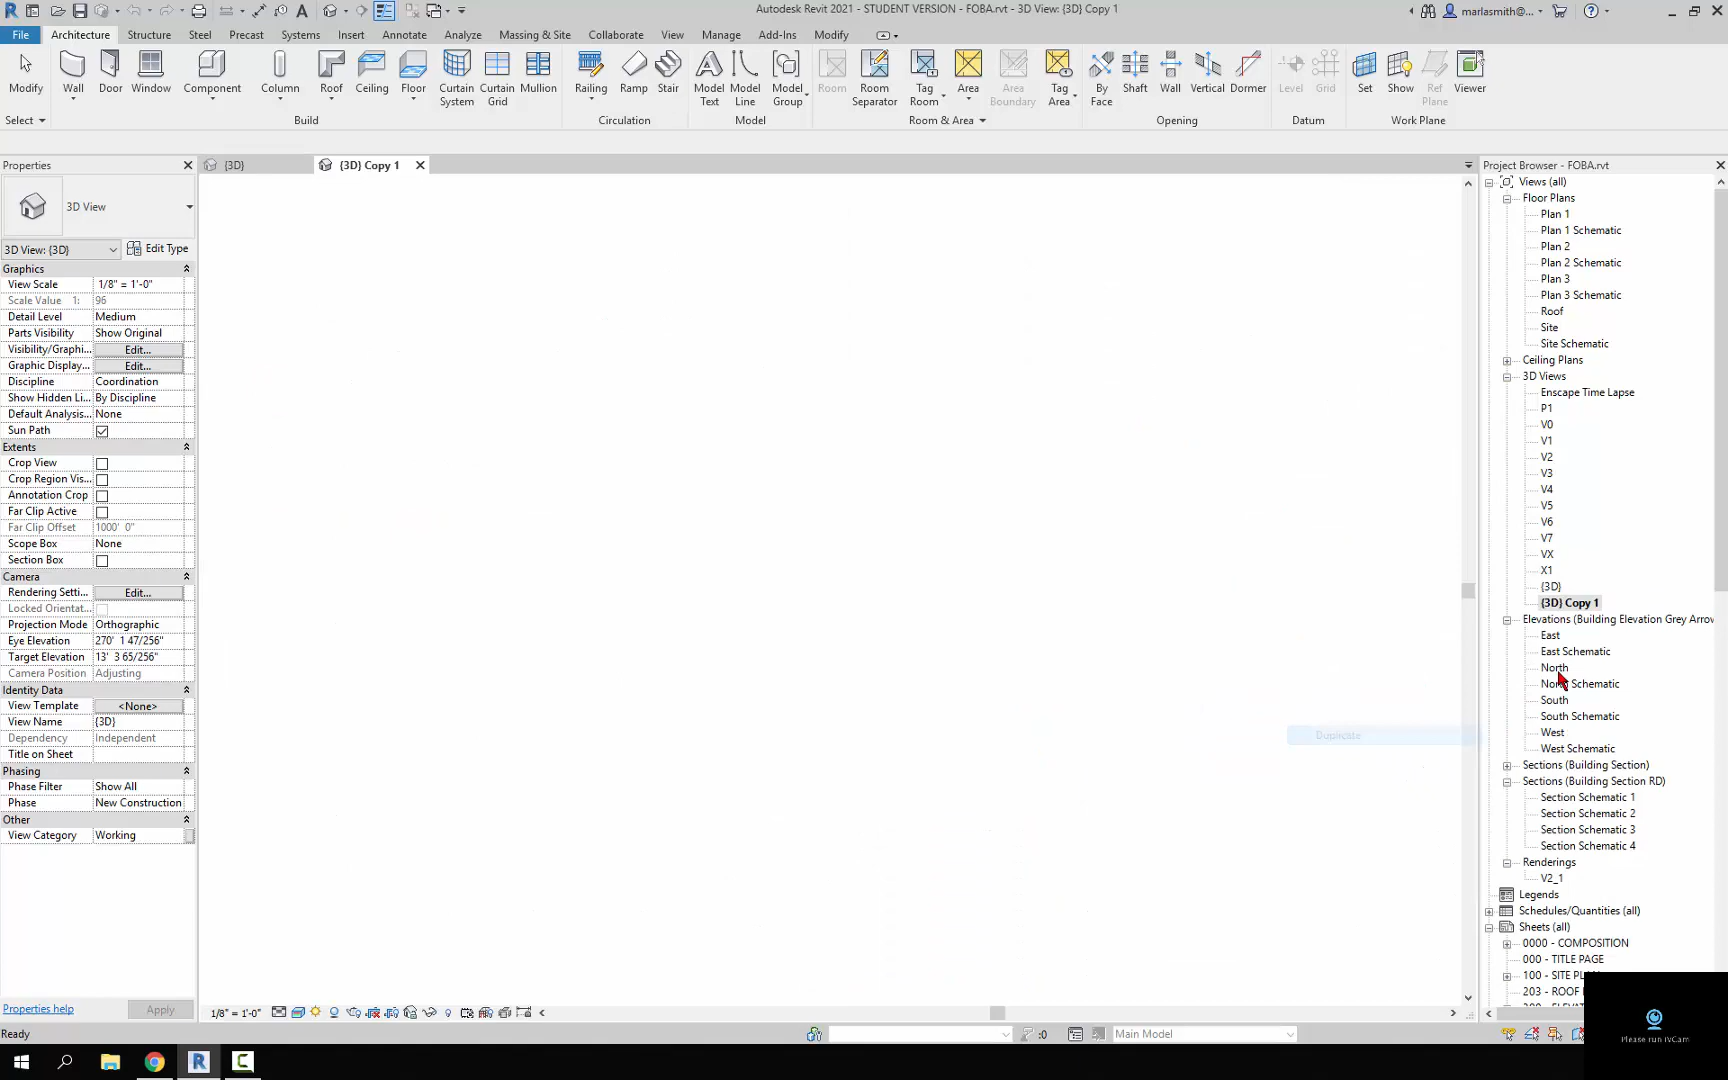 Autodesk Revit 2021 - STUDENT VERSION - FOBA.rvt - 3D View: {3D} Copy 1
marlasmith@...
File Architecture Structure Steel Precast Systems Insert Annotate Analyze Massing & Site Collaborate View Manage Add-Ins Modify
Modify Wall Door Window Component Column Roof Ceiling Floor Curtain System Curtain Grid Mullion Railing Ramp Stair Model Text Model Line Model Group Room Room Separator Tag Room Area Area Boundary Tag Area By Face Shaft Wall Vertical Dormer Level Grid Set Show Ref Plane Viewer
Select Build Circulation Model Room & Area Opening Datum Work Plane
Properties
3D View
3D View: {3D} Edit Type
Graphics
View Scale 1/8" = 1'-0"
Scale Value 1: 96
Detail Level Medium
Parts Visibility Show Original
Visibility/Graphi... Edit...
Graphic Display... Edit...
Discipline Coordination
Show Hidden Li... By Discipline
Default Analysis... None
Sun Path
Extents
Crop View
Crop Region Vis...
Annotation Crop
Far Clip Active
Far Clip Offset 1000' 0"
Scope Box None
Section Box
Camera
Rendering Setti... Edit...
Locked Orientat...
Projection Mode Orthographic
Eye Elevation 270' 1 47/256"
Target Elevation 13' 3 65/256"
Camera Position Adjusting
Identity Data
View Template <None>
View Name {3D}
Dependency Independent
Title on Sheet
Phasing
Phase Filter Show All
Phase New Construction
Other
View Category Working
Properties help Apply
{3D} {3D} Copy 1
Duplicate
1/8" = 1'-0"
Project Browser - FOBA.rvt
Views (all)
Floor Plans
Plan 1
Plan 1 Schematic
Plan 2
Plan 2 Schematic
Plan 3
Plan 3 Schematic
Roof
Site
Site Schematic
Ceiling Plans
3D Views
Enscape Time Lapse
P1
V0
V1
V2
V3
V4
V5
V6
V7
VX
X1
{3D}
{3D} Copy 1
Elevations (Building Elevation Grey Arrow
East
East Schematic
North
North Schematic
South
South Schematic
West
West Schematic
Sections (Building Section)
Sections (Building Section RD)
Section Schematic 1
Section Schematic 2
Section Schematic 3
Section Schematic 4
Renderings
V2_1
Legends
Schedules/Quantities (all)
Sheets (all)
0000 - COMPOSITION
000 - TITLE PAGE
100 - SITE
203 - ROOF
Ready :0 Main Model
Please run iVCam